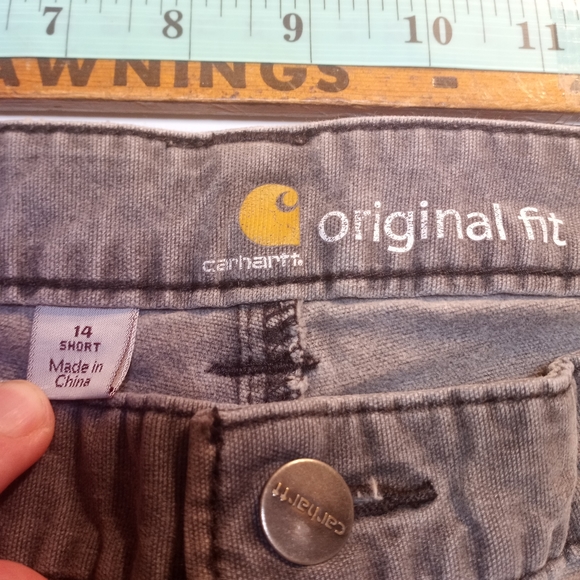 7 8 9 10 11
AWNINGS -
original fit
carhartt.
14
SHORT
Made in
China
carhartt